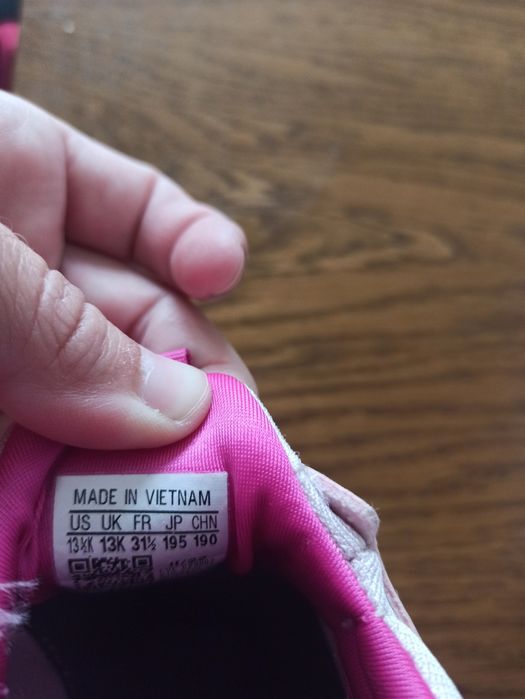 MADE IN VIETNAM
US UK FR JP CHN
13½K 13K 31½ 195 190